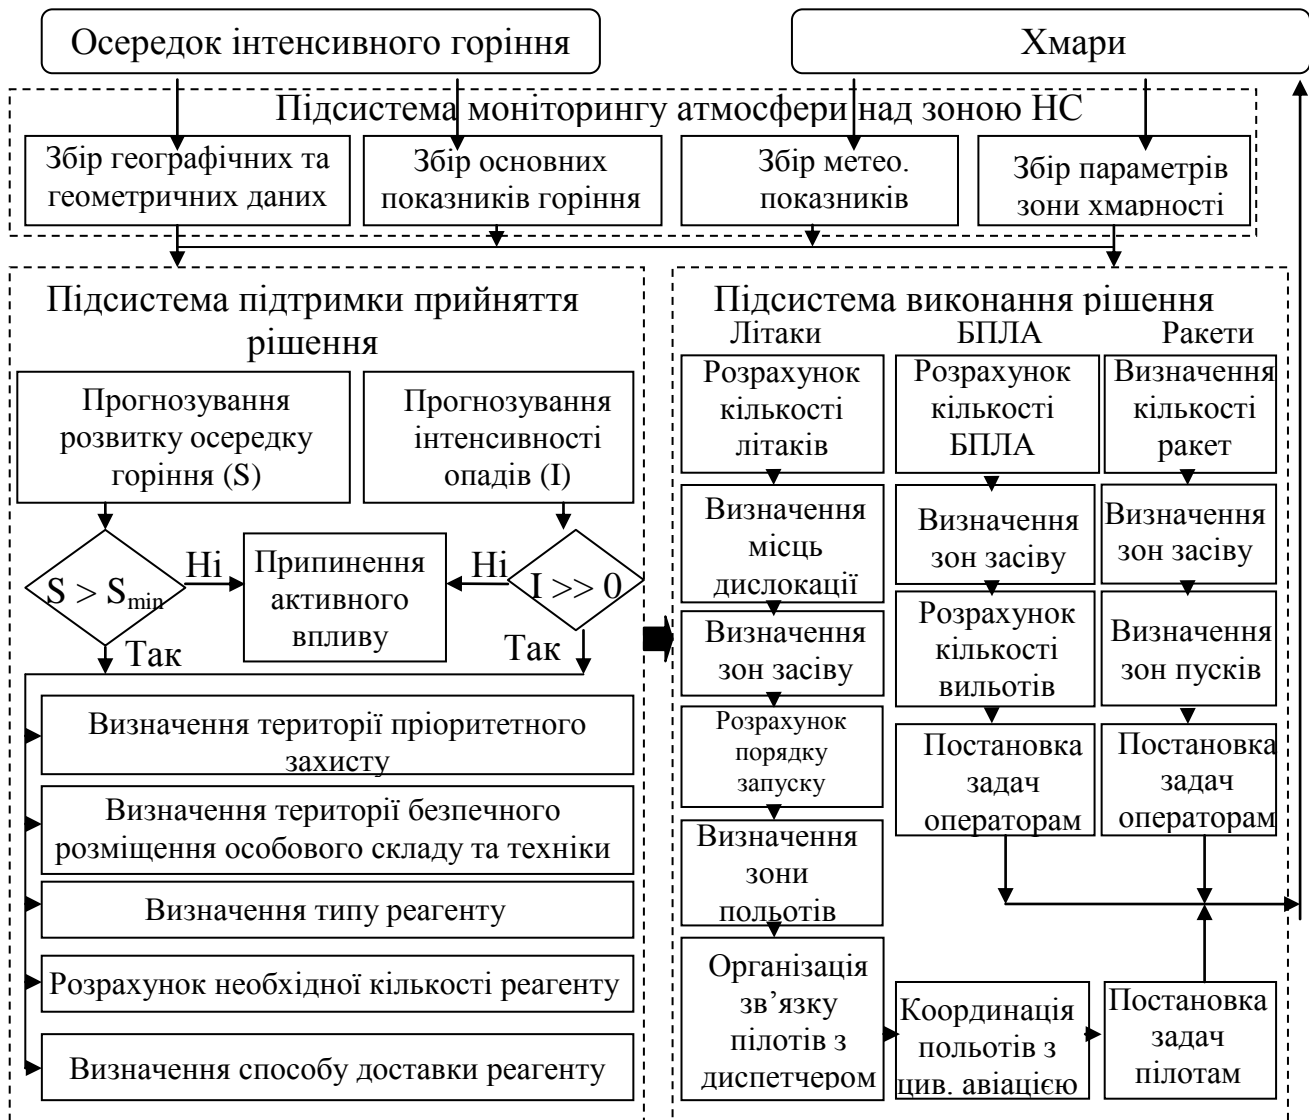 Осередок інтенсивного горіння
Хмари
Підсистема моніторингу атмосфери над зоною НС
Збір географічних та
геометричних даних
Збір основних
показників горіння
Збір метео.
показників
Збір параметрів
зони хмарності
Підсистема підтримки прийняття
рішення
Прогнозування
розвитку осередку
горіння (S)
Прогнозування
інтенсивності
опадів (I)
S > Smin
Ні
Припинення
активного
впливу
Ні
I >> 0
Так
Так
Визначення території пріоритетного
захисту
Визначення території безпечного
розміщення особового складу та техніки
Визначення типу реагенту
Розрахунок необхідної кількості реагенту
Визначення способу доставки реагенту
Підсистема виконання рішення
Літаки
БПЛА
Ракети
Розрахунок
кількості
літаків
Визначення
місць
дислокації
Визначення
зон засіву
Розрахунок
порядку
запуску
Визначення
зони
польотів
Організація
зв’язку
пілотів з
диспетчером
Розрахунок
кількості
БПЛА
Визначення
зон засіву
Розрахунок
кількості
вильотів
Постановка
задач
операторам
Визначення
кількості
ракет
Визначення
зон засіву
Визначення
зон пусків
Постановка
задач
операторам
Координація
польотів з
цив. авіацією
Постановка
задач
пілотам